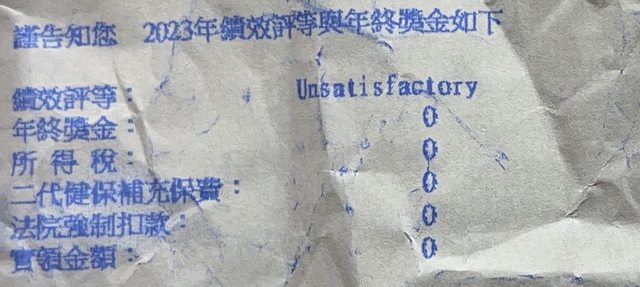 謹告知您 2023年績效評等與年終獎金如下
績效評等： Unsatisfactory
年終獎金： 0
所得稅： 0
二代健保補充保費： 0
法院強制扣款： 0
實領金額： 0